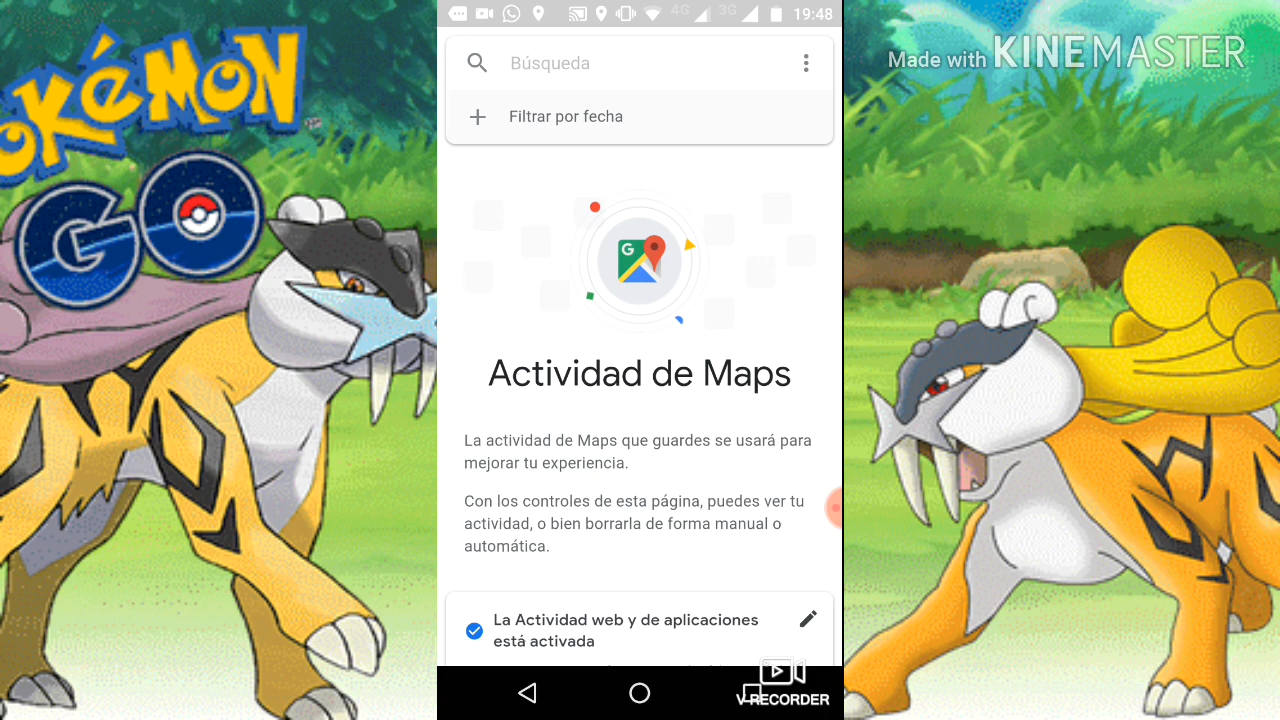 POKÉMON
GO
4G
3G
19:48
Búsqueda
Filtrar por fecha
G
Actividad de Maps
La actividad de Maps que guardes se usará para
mejorar tu experiencia.
Con los controles de esta página, puedes ver tu
actividad, o bien borrarla de forma manual o
automática.
La Actividad web y de aplicaciones
está activada
V RECORDER
Made with KINEMASTER